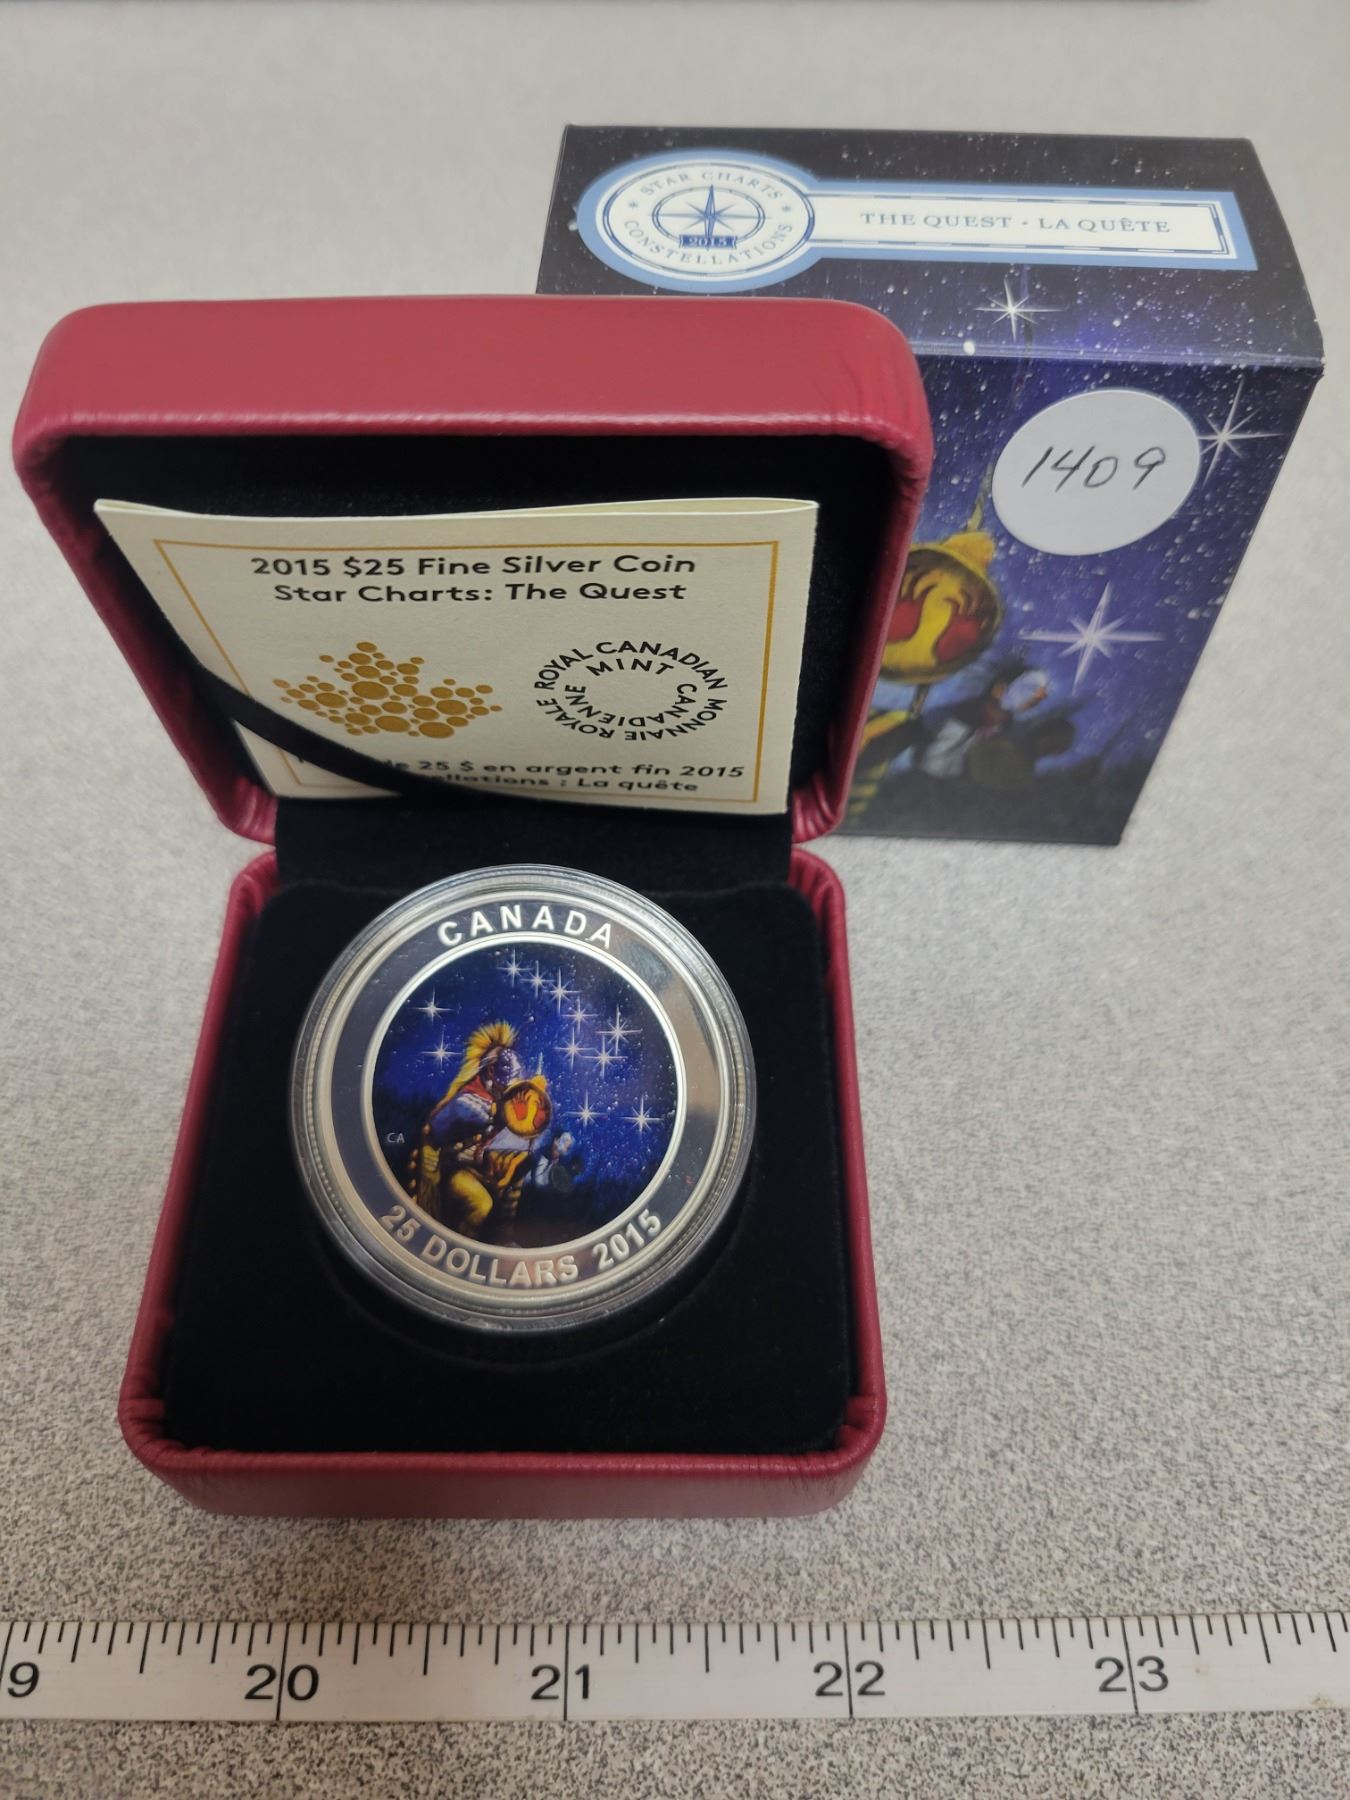 STAR CHARTS
CONSTELLATIONS
2015
THE QUEST · LA QUÊTE
1409
2015 $25 Fine Silver Coin
Star Charts: The Quest
ROYAL CANADIAN MINT
MONNAIE ROYALE CANADIENNE
de 25 $ en argent fin 2015
: La quête
CANADA
CA
25 DOLLARS 2015
9 20 21 22 23